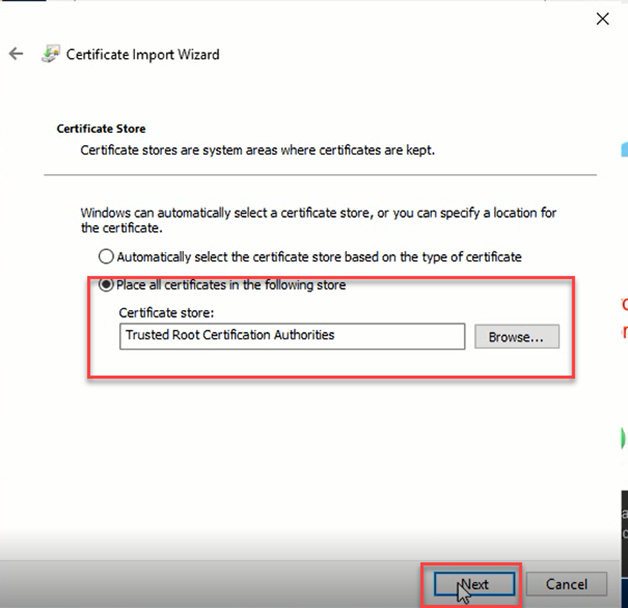 Certificate Import Wizard
Certificate Store
Certificate stores are system areas where certificates are kept.
Windows can automatically select a certificate store, or you can specify a location for
the certificate.
Automatically select the certificate store based on the type of certificate
Place all certificates in the following store
Certificate store:
Trusted Root Certification Authorities
Browse...
Next
Cancel